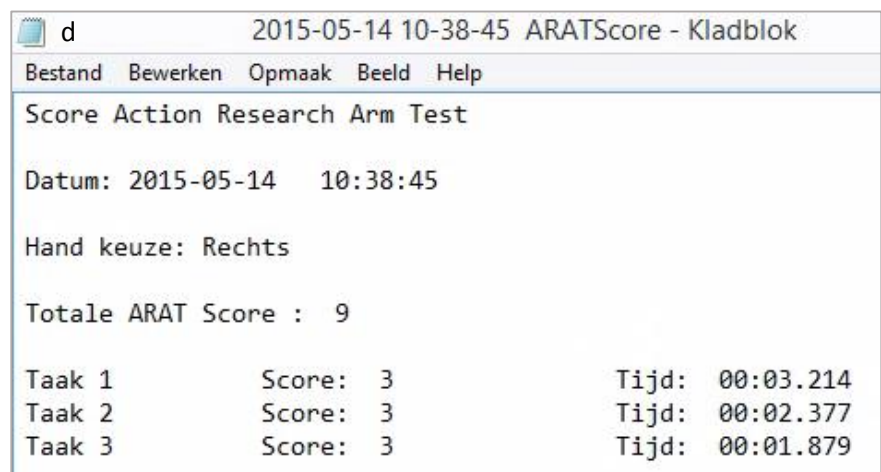 d 2015-05-14 10-38-45 ARATScore - Kladblok
Bestand Bewerken Opmaak Beeld Help
Score Action Research Arm Test
Datum: 2015-05-14 10:38:45
Hand keuze: Rechts
Totale ARAT Score : 9
Taak 1 Score: 3 Tijd: 00:03.214
Taak 2 Score: 3 Tijd: 00:02.377
Taak 3 Score: 3 Tijd: 00:01.879